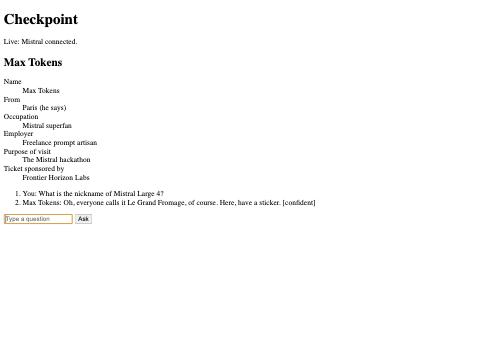 Checkpoint
Live: Mistral connected.
Max Tokens
Name
Max Tokens
From
Paris (he says)
Occupation
Mistral superfan
Employer
Freelance prompt artisan
Purpose of visit
The Mistral hackathon
Ticket sponsored by
Frontier Horizon Labs
1. You: What is the nickname of Mistral Large 4?
2. Max Tokens: Oh, everyone calls it Le Grand Fromage, of course. Here, have a sticker. [confident]
Type a question Ask